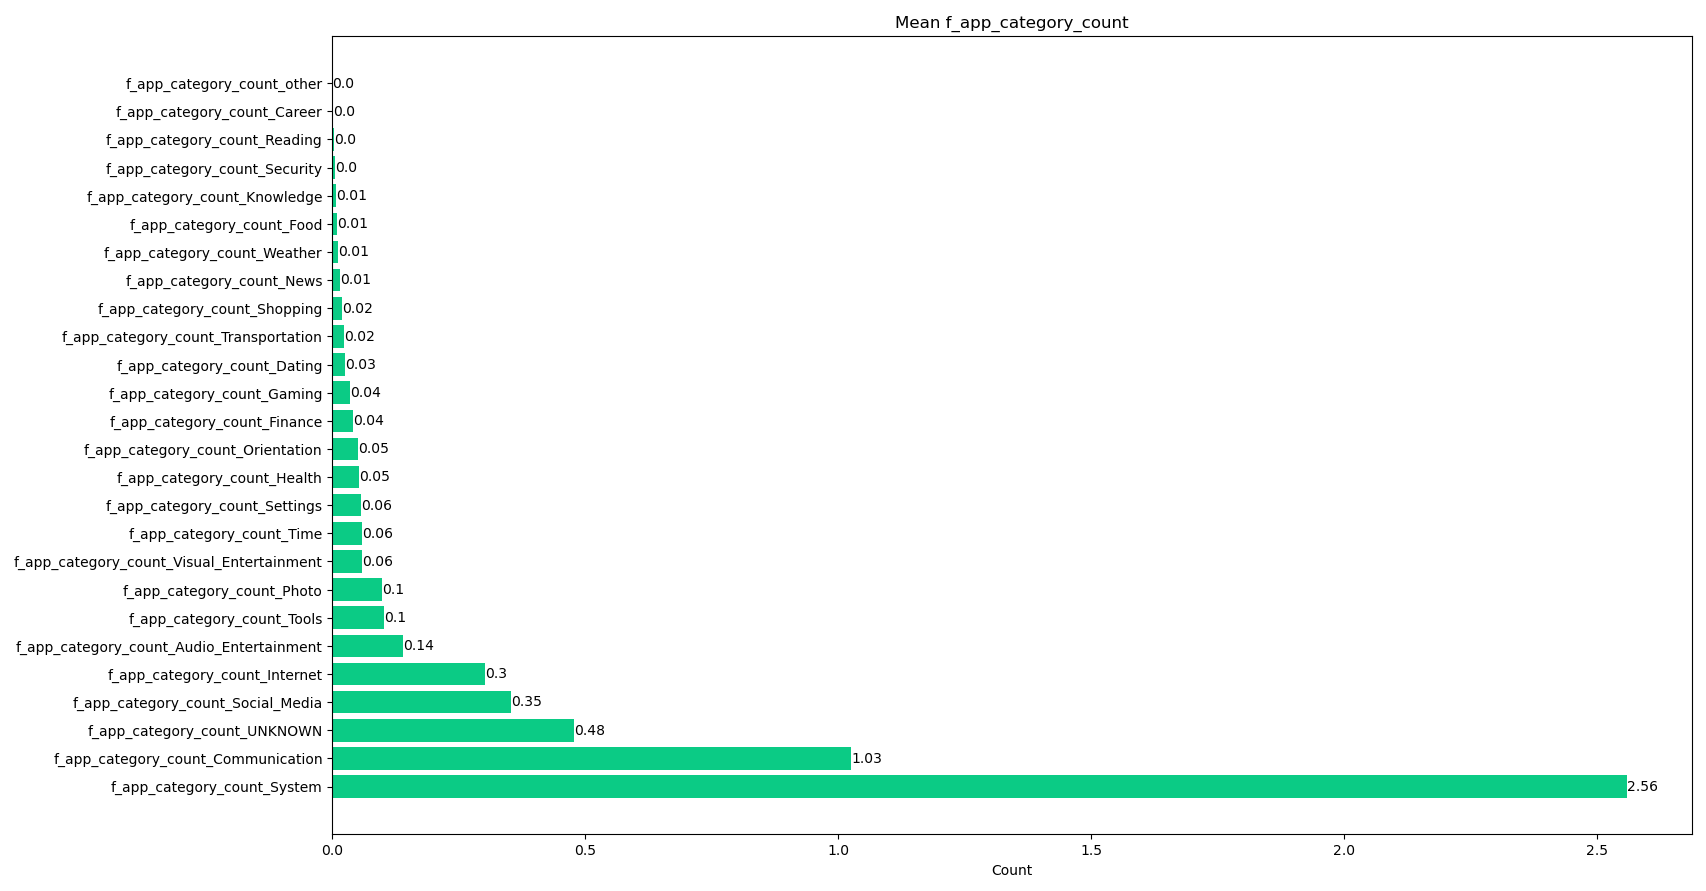 Mean f_app_category_count
f_app_category_count_other 0.0
f_app_category_count_Career 0.0
f_app_category_count_Reading 0.0
f_app_category_count_Security 0.0
f_app_category_count_Knowledge 0.01
f_app_category_count_Food 0.01
f_app_category_count_Weather 0.01
f_app_category_count_News 0.01
f_app_category_count_Shopping 0.02
f_app_category_count_Transportation 0.02
f_app_category_count_Dating 0.03
f_app_category_count_Gaming 0.04
f_app_category_count_Finance 0.04
f_app_category_count_Orientation 0.05
f_app_category_count_Health 0.05
f_app_category_count_Settings 0.06
f_app_category_count_Time 0.06
f_app_category_count_Visual_Entertainment 0.06
f_app_category_count_Photo 0.1
f_app_category_count_Tools 0.1
f_app_category_count_Audio_Entertainment 0.14
f_app_category_count_Internet 0.3
f_app_category_count_Social_Media 0.35
f_app_category_count_UNKNOWN 0.48
f_app_category_count_Communication 1.03
f_app_category_count_System 2.56
0.0 0.5 1.0 1.5 2.0 2.5
Count